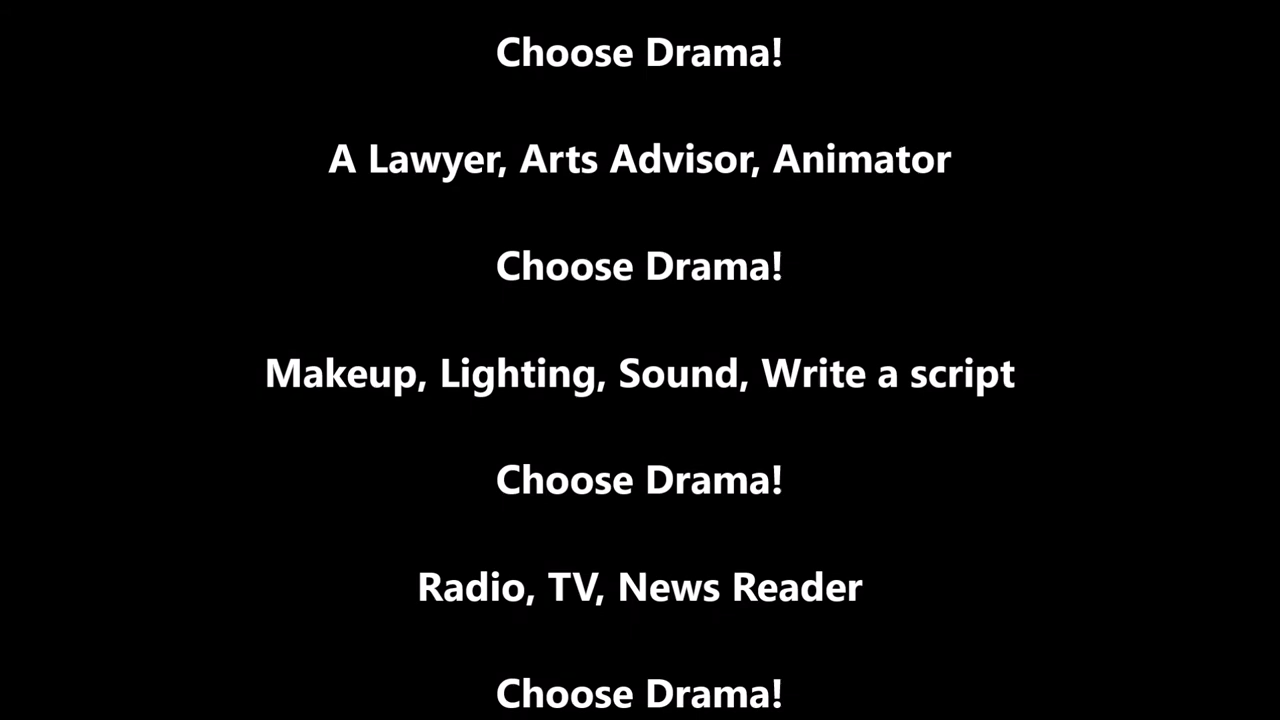 Choose Drama!
A Lawyer, Arts Advisor, Animator
Choose Drama!
Makeup, Lighting, Sound, Write a script
Choose Drama!
Radio, TV, News Reader
Choose Drama!